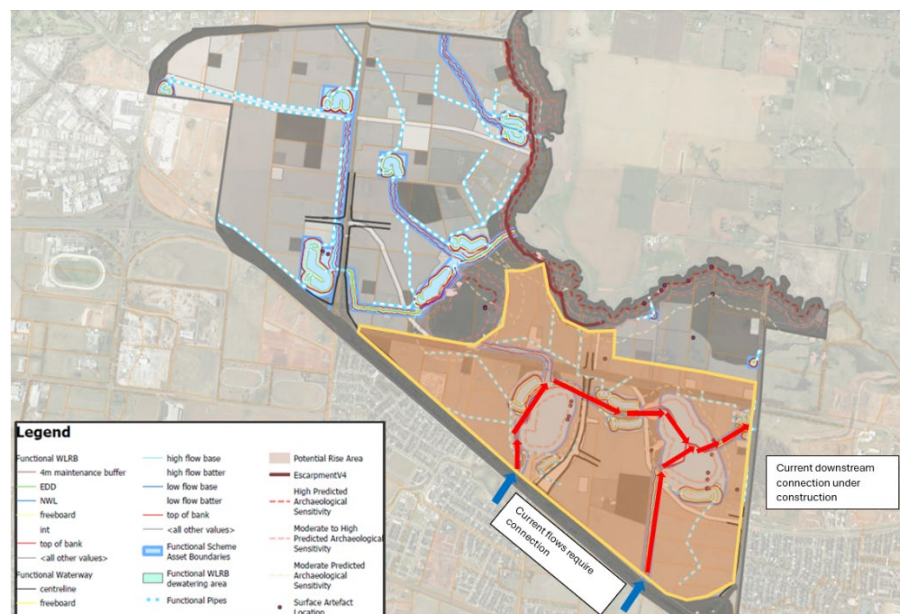 Legend
Functional WLRB
4m maintenance buffer
EDD
NWL
freeboard
int
top of bank
<all other values>
Functional Waterway
centreline
freeboard
high flow base
high flow batter
low flow base
low flow batter
top of bank
<all other values>
Functional Scheme
Asset Boundaries
Functional WLRB
dewatering area
Functional Pipes
Potential Rise Area
EscarpmentV4
High Predicted
Archaeological
Sensitivity
Moderate to High
Predicted Archaeological
Sensitivity
Moderate Predicted
Archaeological
Sensitivity
Surface Artefact
Location
Current flows require
connection
Current downstream
connection under
construction